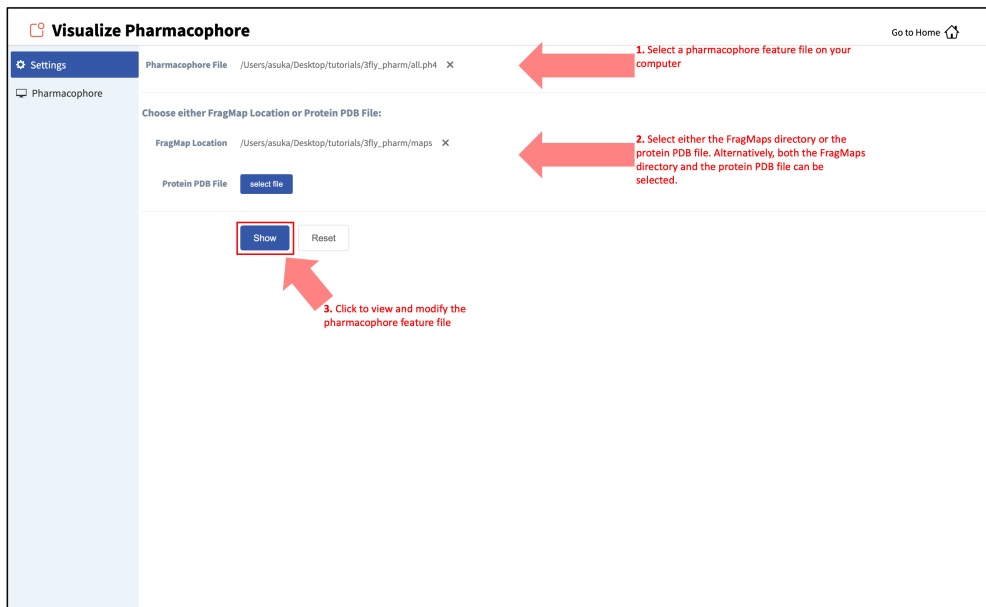 Visualize Pharmacophore
Go to Home
Settings
Pharmacophore
Pharmacophore File /Users/asuka/Desktop/tutorials/3fly_pharm/all.ph4 ✕
1. Select a pharmacophore feature file on your
computer
Choose either FragMap Location or Protein PDB File:
FragMap Location /Users/asuka/Desktop/tutorials/3fly_pharm/maps ✕
2. Select either the FragMaps directory or the
protein PDB file. Alternatively, both the FragMaps
directory and the protein PDB file can be
selected.
Protein PDB File select file
Show Reset
3. Click to view and modify the
pharmacophore feature file